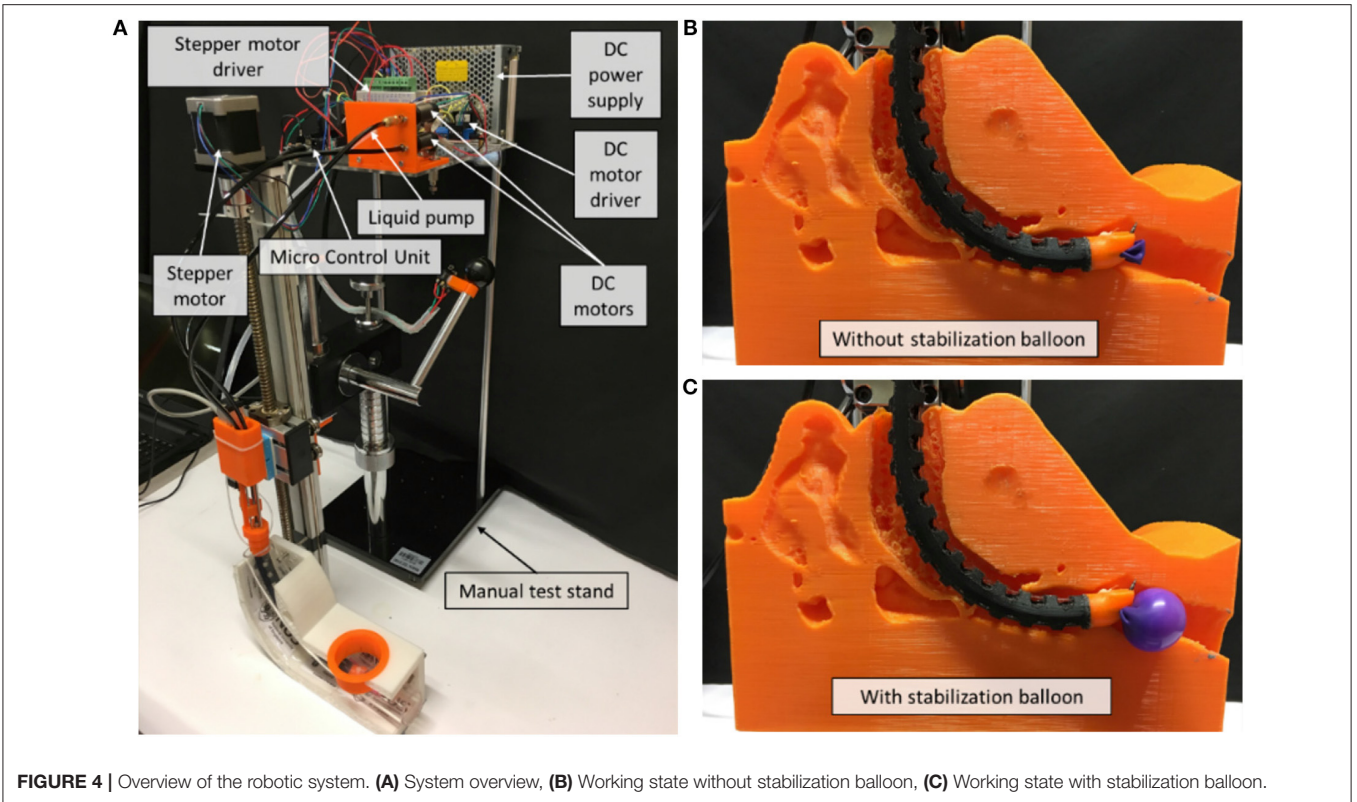 A
Stepper motor
driver
DC
power
supply
DC
motor
driver
Liquid pump
Micro Control Unit
Stepper
motor
DC
motors
Manual test stand
B
Without stabilization balloon
C
With stabilization balloon
FIGURE 4 | Overview of the robotic system. (A) System overview, (B) Working state without stabilization balloon, (C) Working state with stabilization balloon.